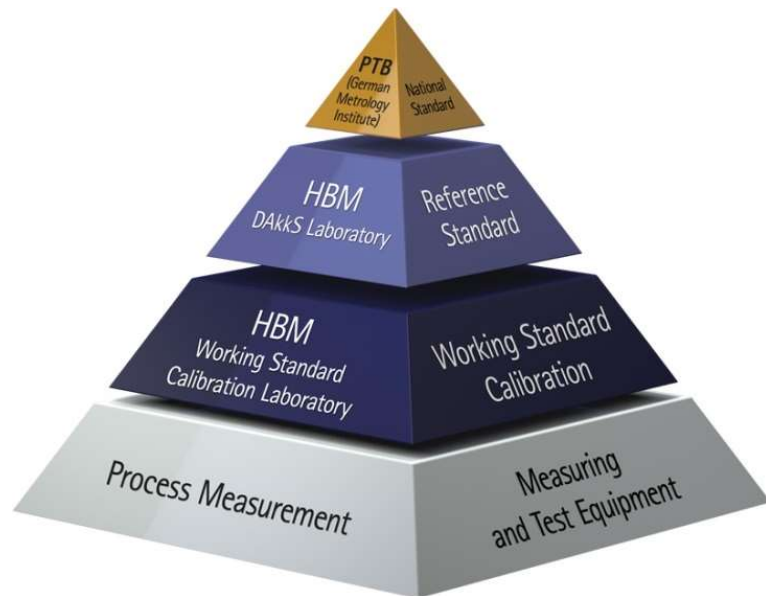 PTB
(German
Metrology
Institute)
National
Standard
HBM
DAkkS Laboratory
Reference
Standard
HBM
Working Standard
Calibration Laboratory
Working Standard
Calibration
Process Measurement
Measuring
and Test Equipment